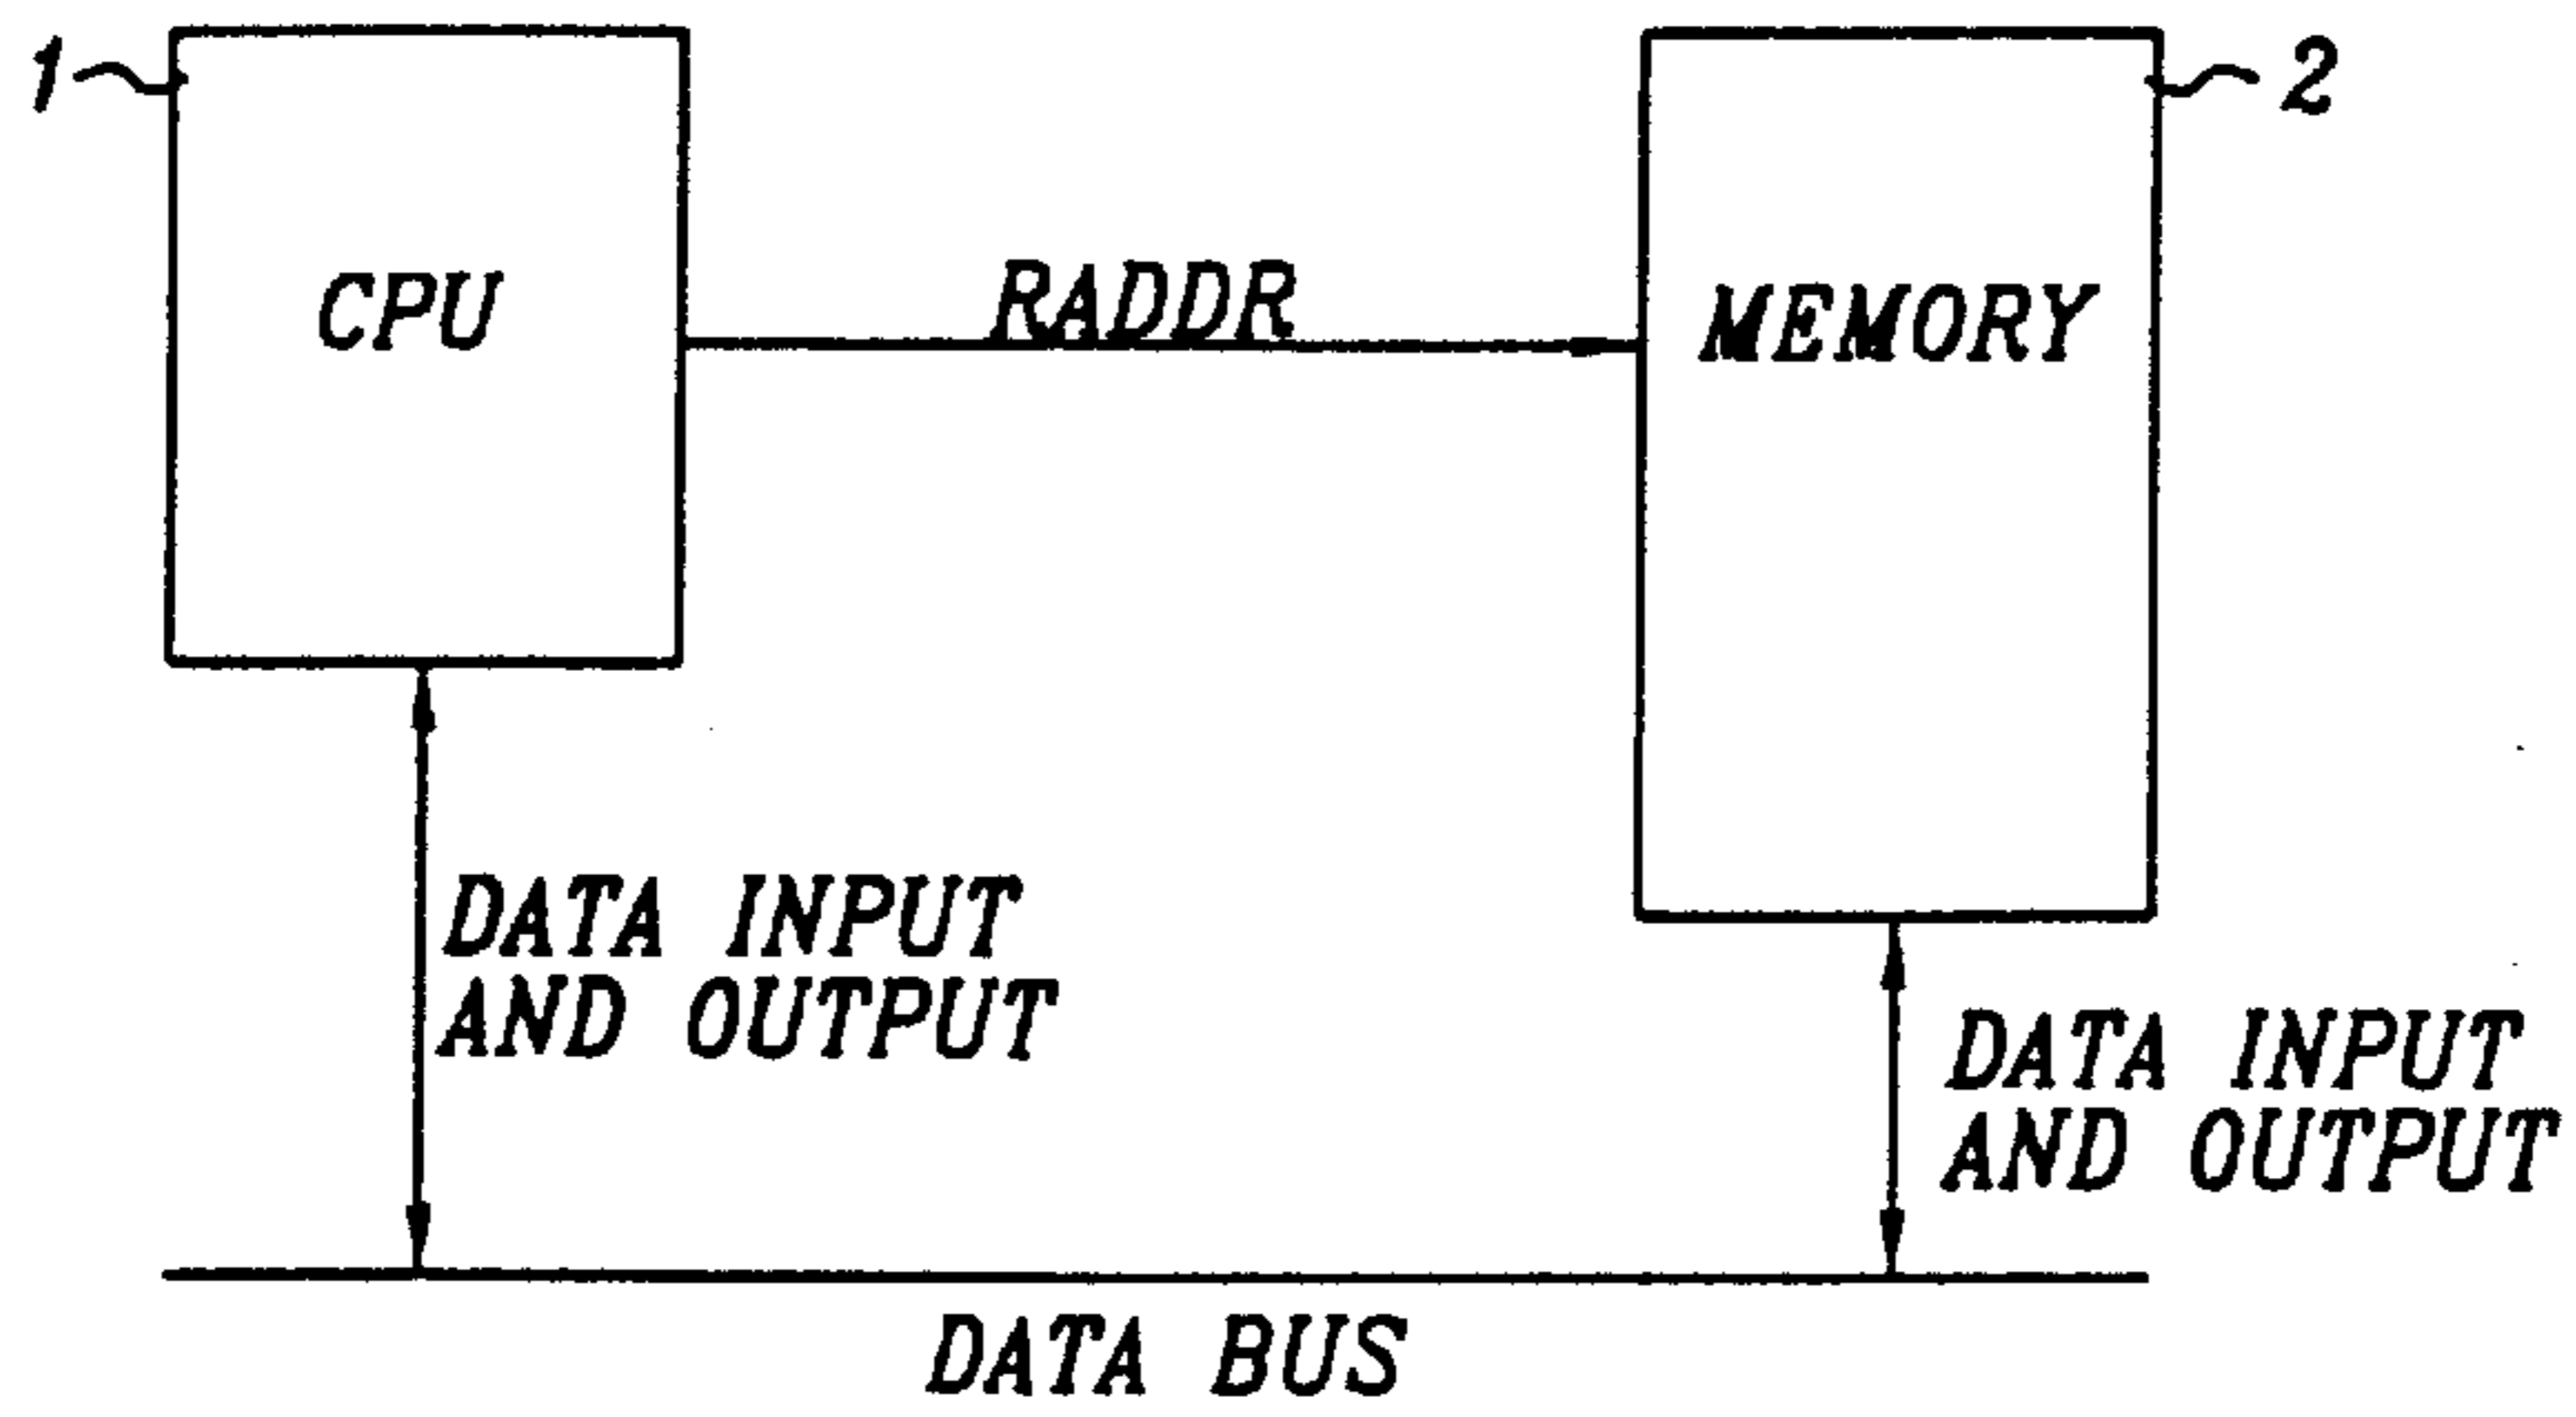 1
2
CPU
RADDR
MEMORY
DATA INPUT
AND OUTPUT
DATA INPUT
AND OUTPUT
DATA BUS